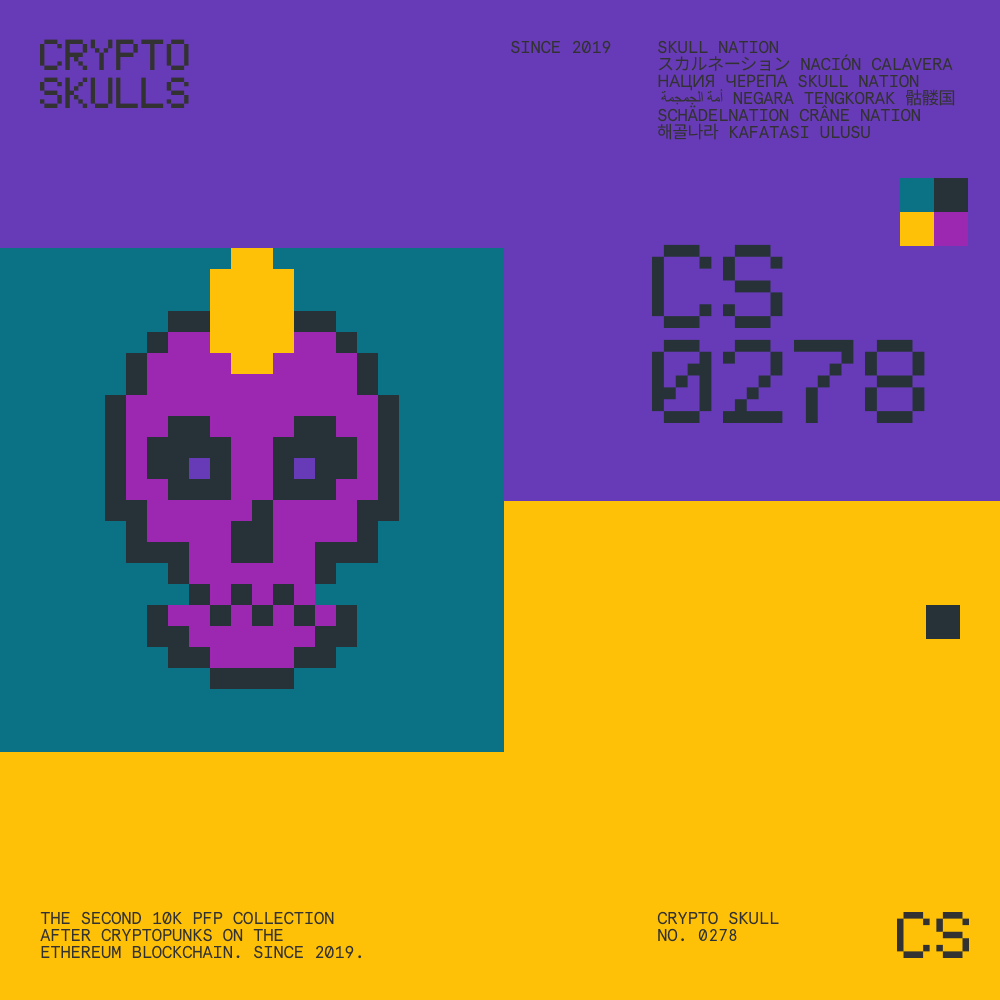 CRYPTO
SKULLS
SINCE 2019
SKULL NATION
スカルネーション NACIÓN CALAVERA
НАЦИЯ ЧЕРЕПА SKULL NATION
أمة الجمجمة NEGARA TENGKORAK 骷髅国
SCHÄDELNATION CRÂNE NATION
해골나라 KAFATASI ULUSU
CS
0278
THE SECOND 10K PFP COLLECTION
AFTER CRYPTOPUNKS ON THE
ETHEREUM BLOCKCHAIN. SINCE 2019.
CRYPTO SKULL
NO. 0278
CS